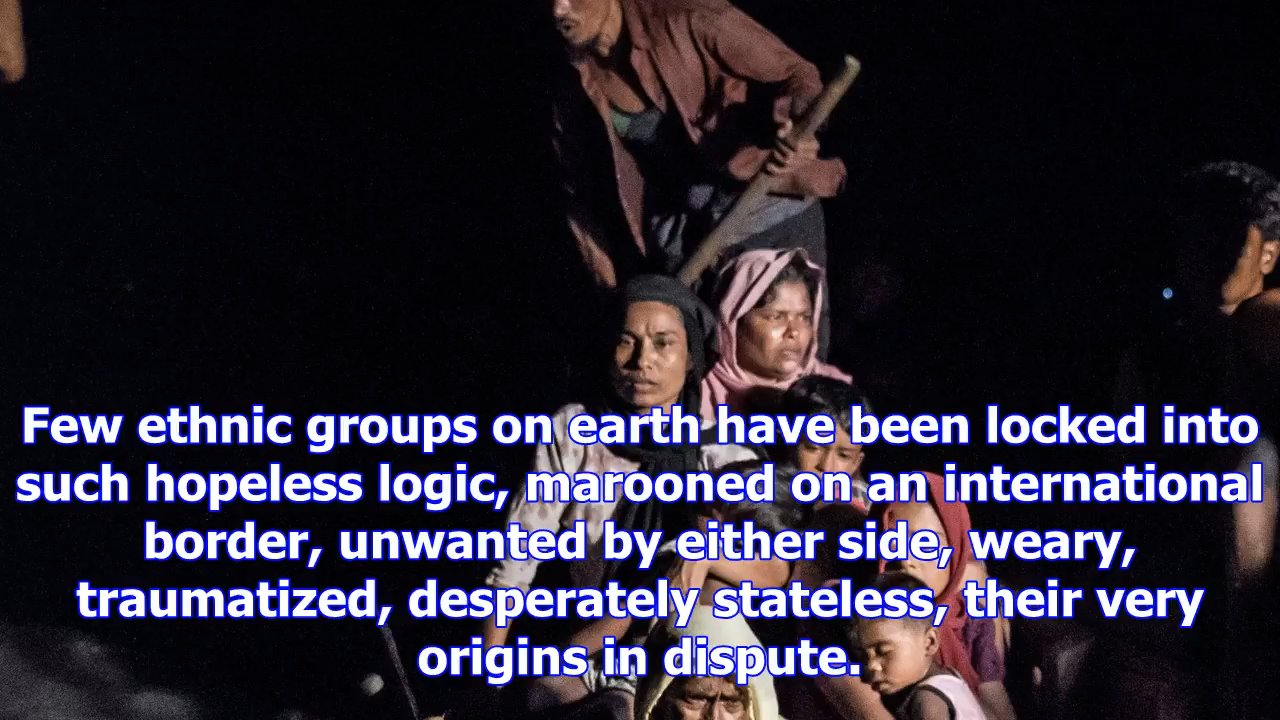 Few ethnic groups on earth have been locked into
such hopeless logic, marooned on an international
border, unwanted by either side, weary,
traumatized, desperately stateless, their very
origins in dispute.